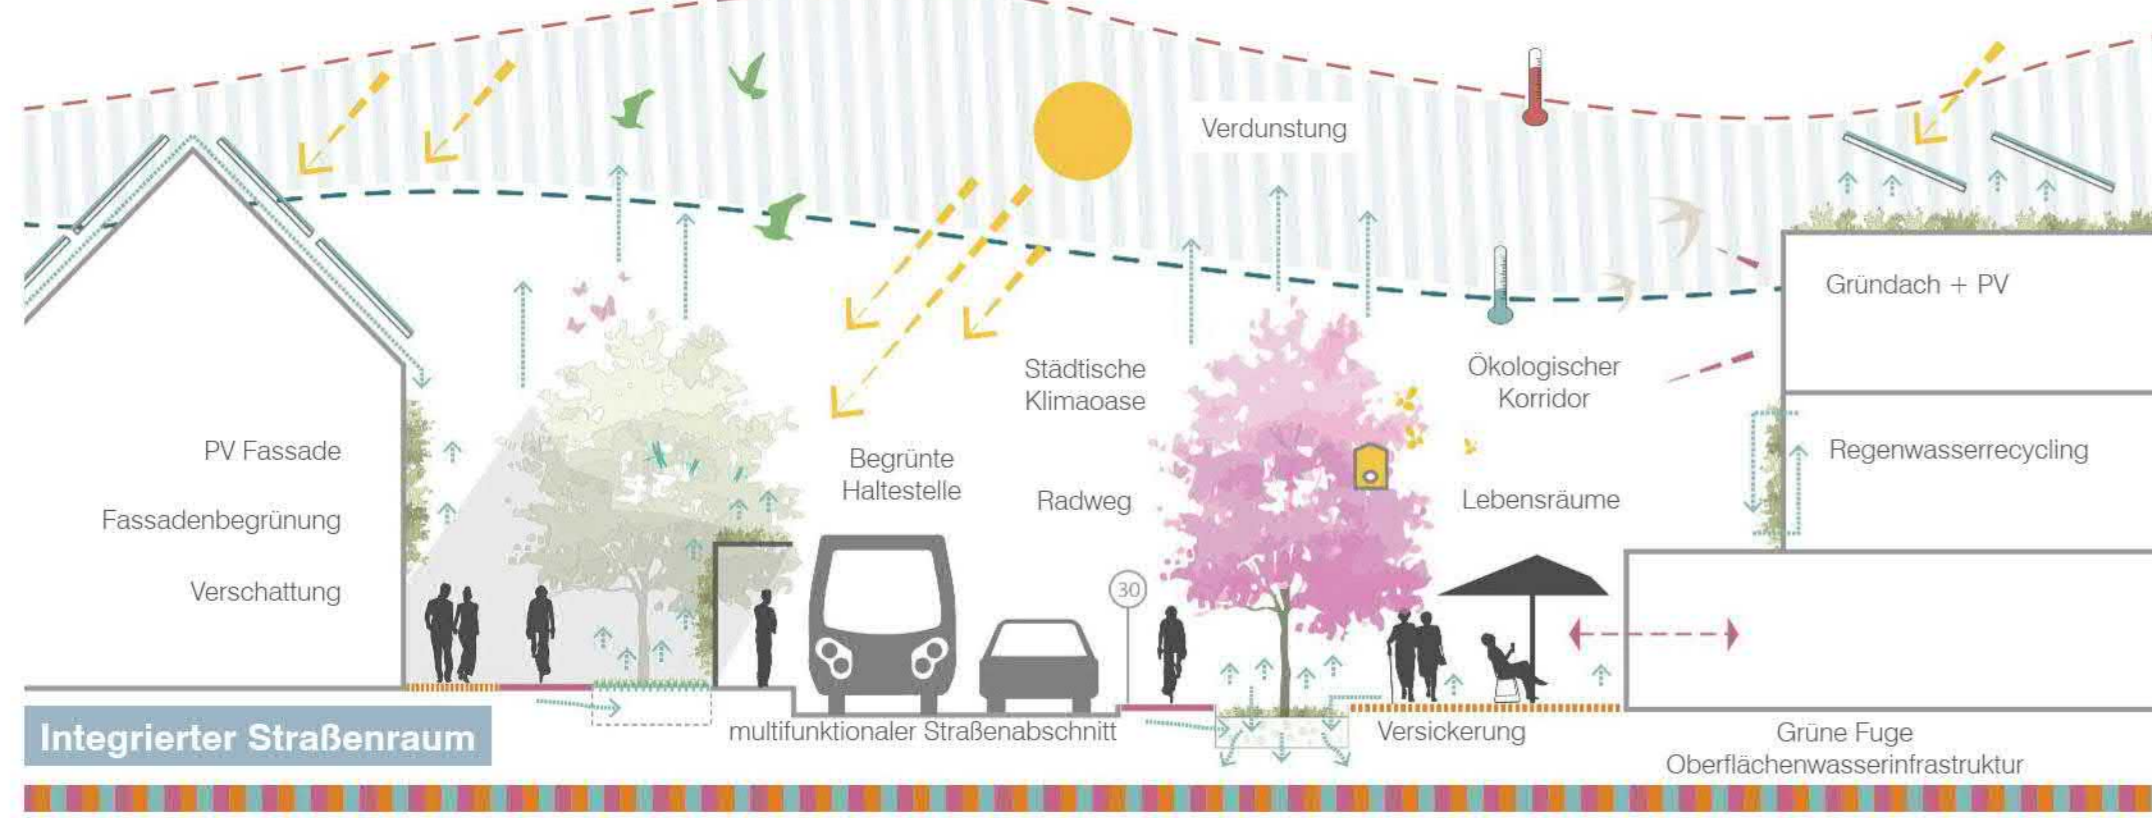 Verdunstung
Gründach + PV
Städtische
Klimaoase
Ökologischer
Korridor
PV Fassade
Begrünte
Haltestelle
Regenwasserrecycling
Radweg
Lebensräume
Fassadenbegrünung
Verschattung
30
Integrierter Straßenraum
multifunktionaler Straßenabschnitt
Versickerung
Grüne Fuge
Oberflächenwasserinfrastruktur